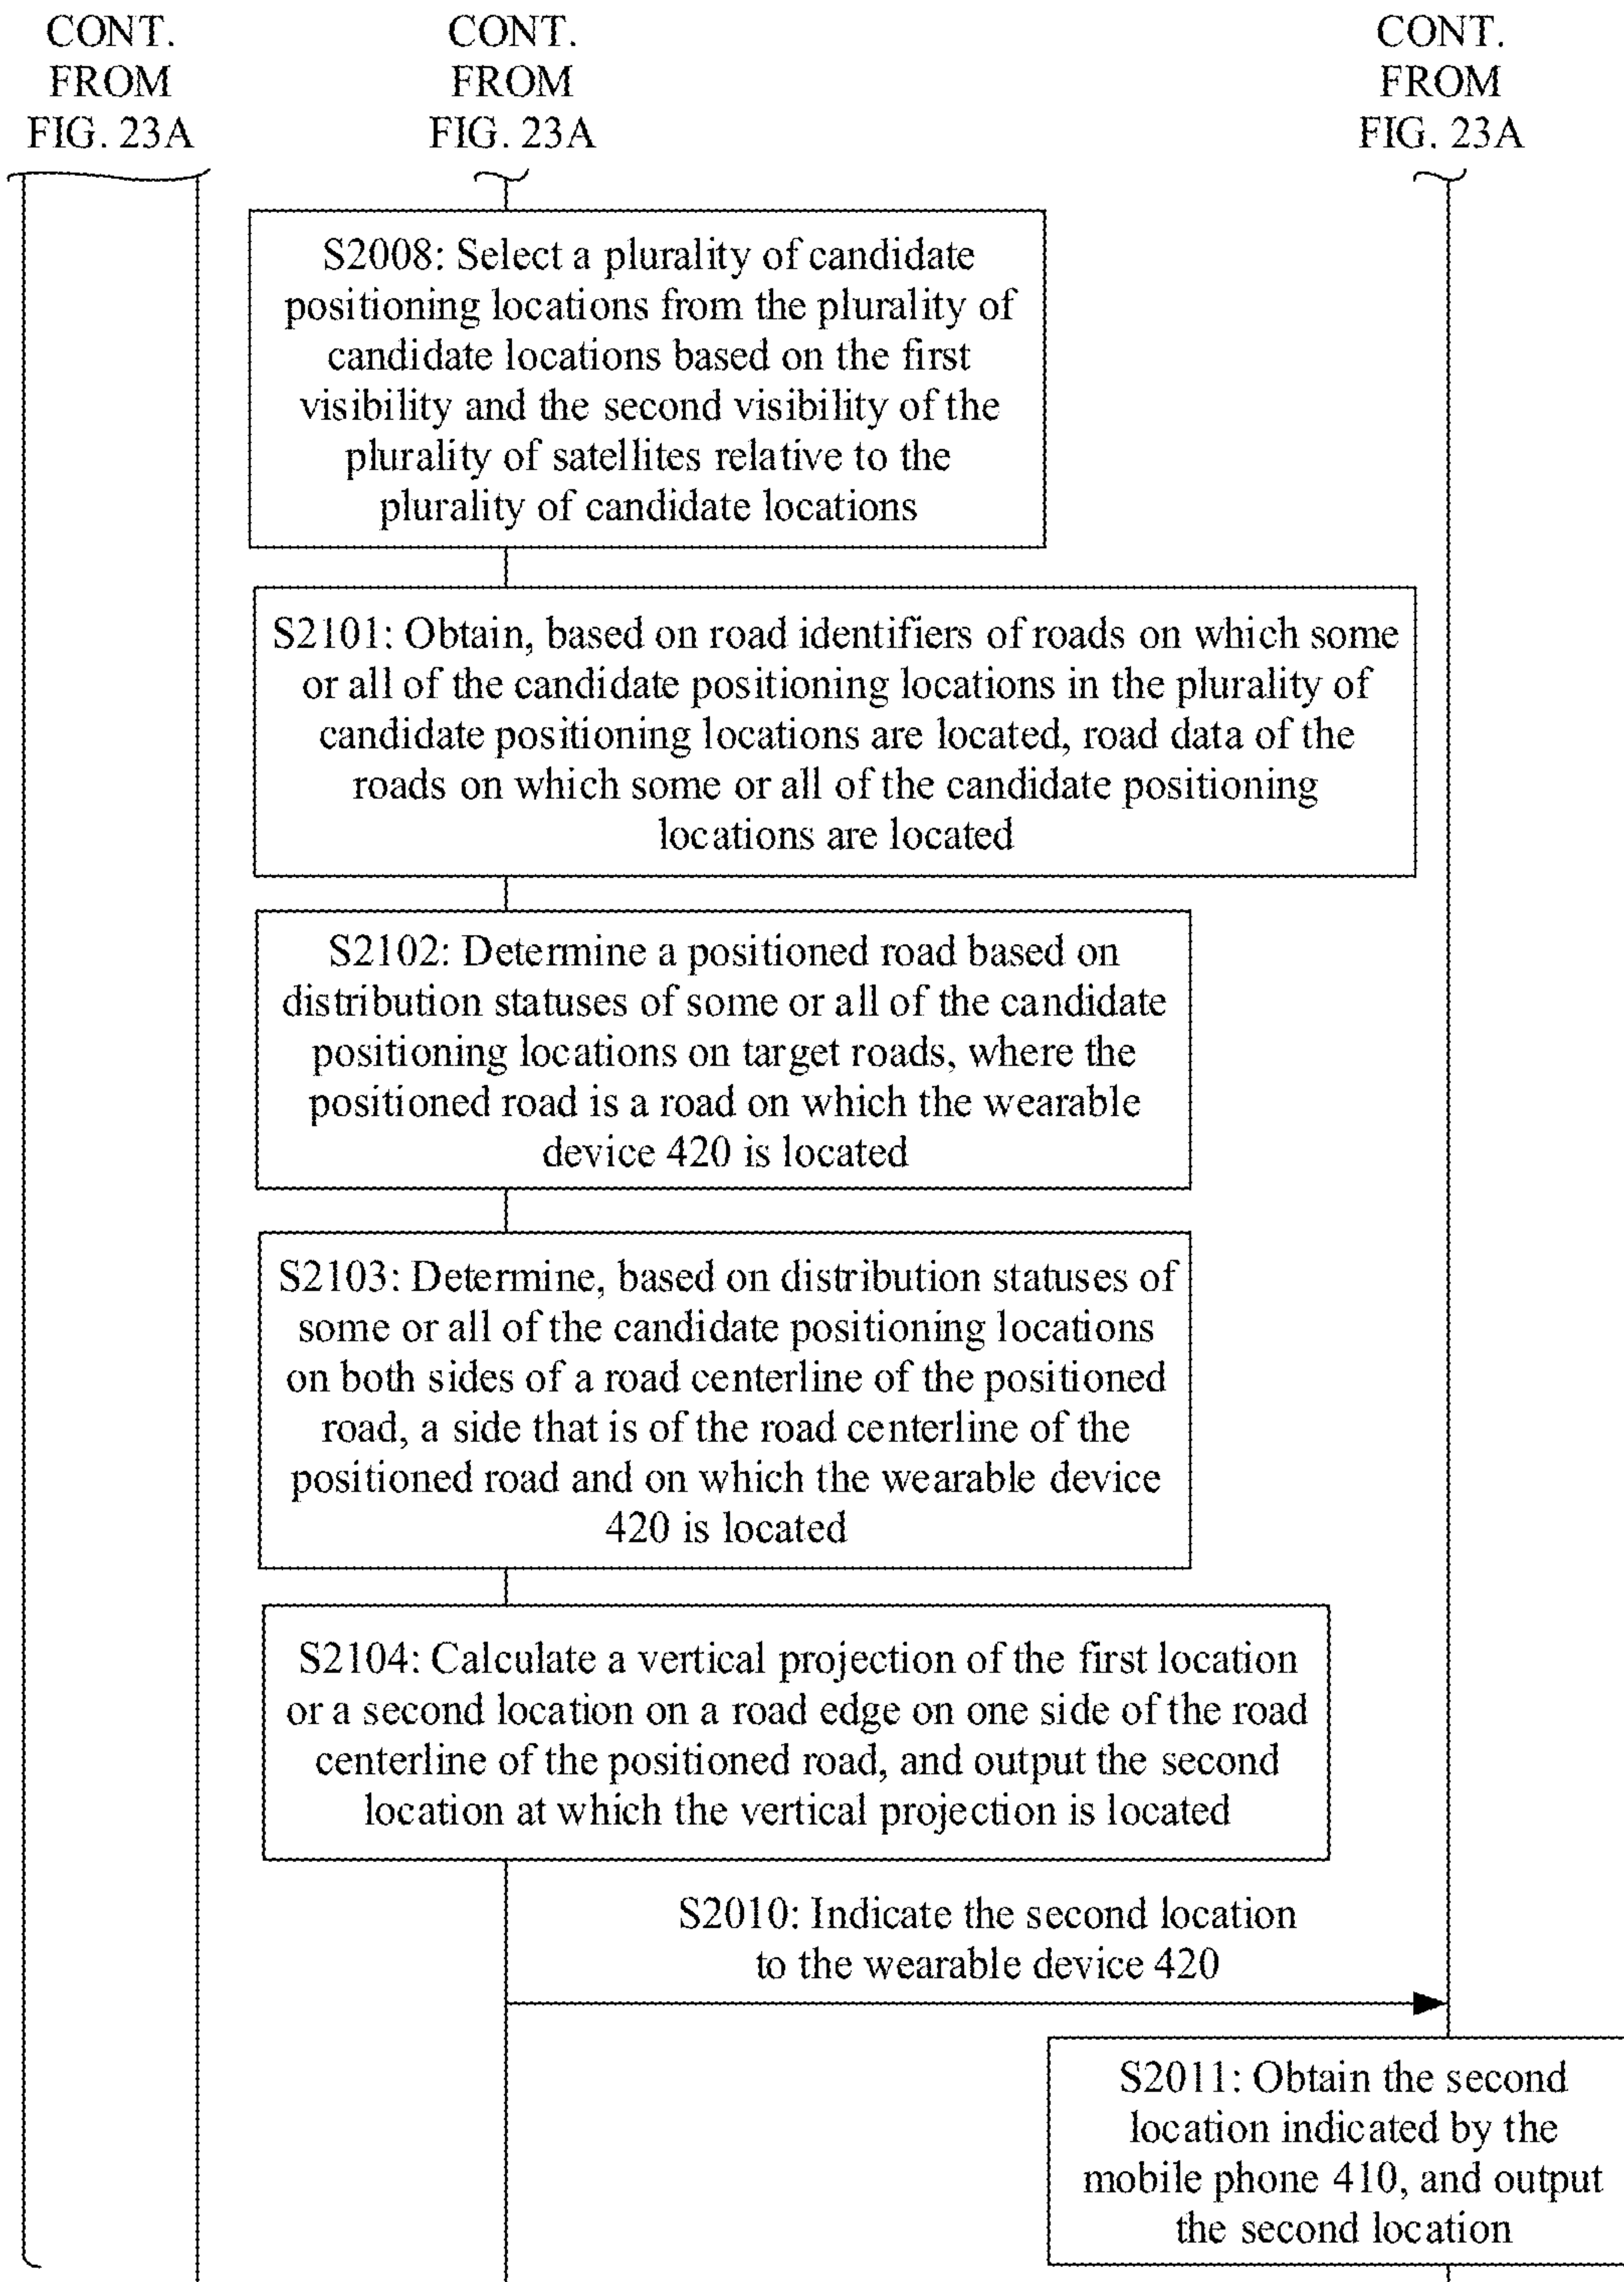 CONT.
FROM
FIG. 23A
CONT.
FROM
FIG. 23A
CONT.
FROM
FIG. 23A
S2008: Select a plurality of candidate
positioning locations from the plurality of
candidate locations based on the first
visibility and the second visibility of the
plurality of satellites relative to the
plurality of candidate locations
S2101: Obtain, based on road identifiers of roads on which some
or all of the candidate positioning locations in the plurality of
candidate positioning locations are located, road data of the
roads on which some or all of the candidate positioning
locations are located
S2102: Determine a positioned road based on
distribution statuses of some or all of the candidate
positioning locations on target roads, where the
positioned road is a road on which the wearable
device 420 is located
S2103: Determine, based on distribution statuses of
some or all of the candidate positioning locations
on both sides of a road centerline of the positioned
road, a side that is of the road centerline of the
positioned road and on which the wearable device
420 is located
S2104: Calculate a vertical projection of the first location
or a second location on a road edge on one side of the road
centerline of the positioned road, and output the second
location at which the vertical projection is located
S2010: Indicate the second location
to the wearable device 420
S2011: Obtain the second
location indicated by the
mobile phone 410, and output
the second location